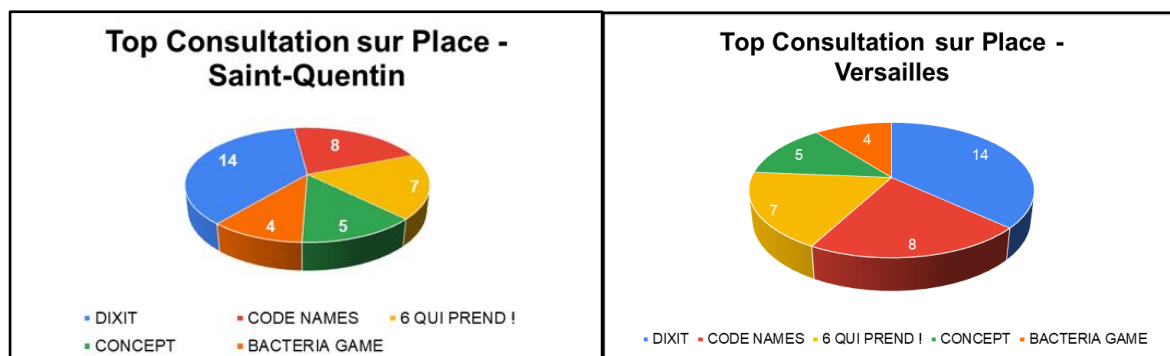 Top Consultation sur Place -
Saint-Quentin
14
8
7
4
5
DIXIT CODE NAMES 6 QUI PREND !
CONCEPT BACTERIA GAME
Top Consultation sur Place -
Versailles
4
5
14
7
8
DIXIT CODE NAMES 6 QUI PREND ! CONCEPT BACTERIA GAME